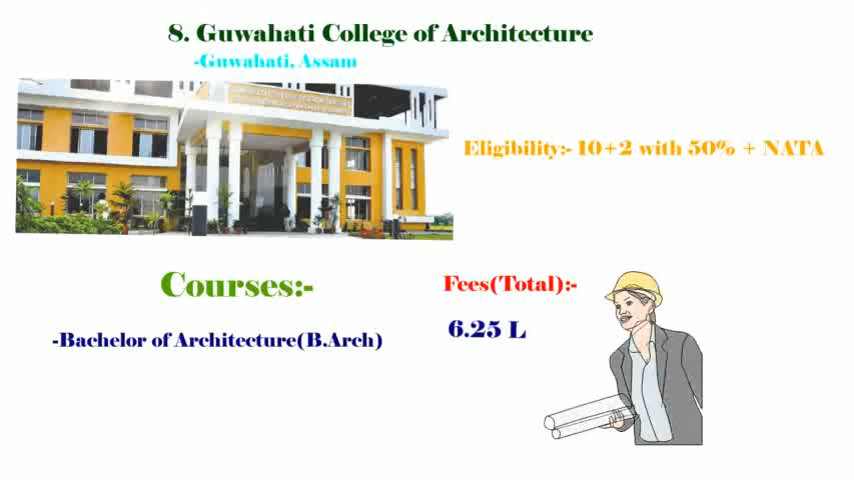 8. Guwahati College of Architecture
-Guwahati, Assam
Eligibility:- 10+2 with 50% + NATA
Courses:-
Fees(Total):-
-Bachelor of Architecture(B.Arch)
6.25 L